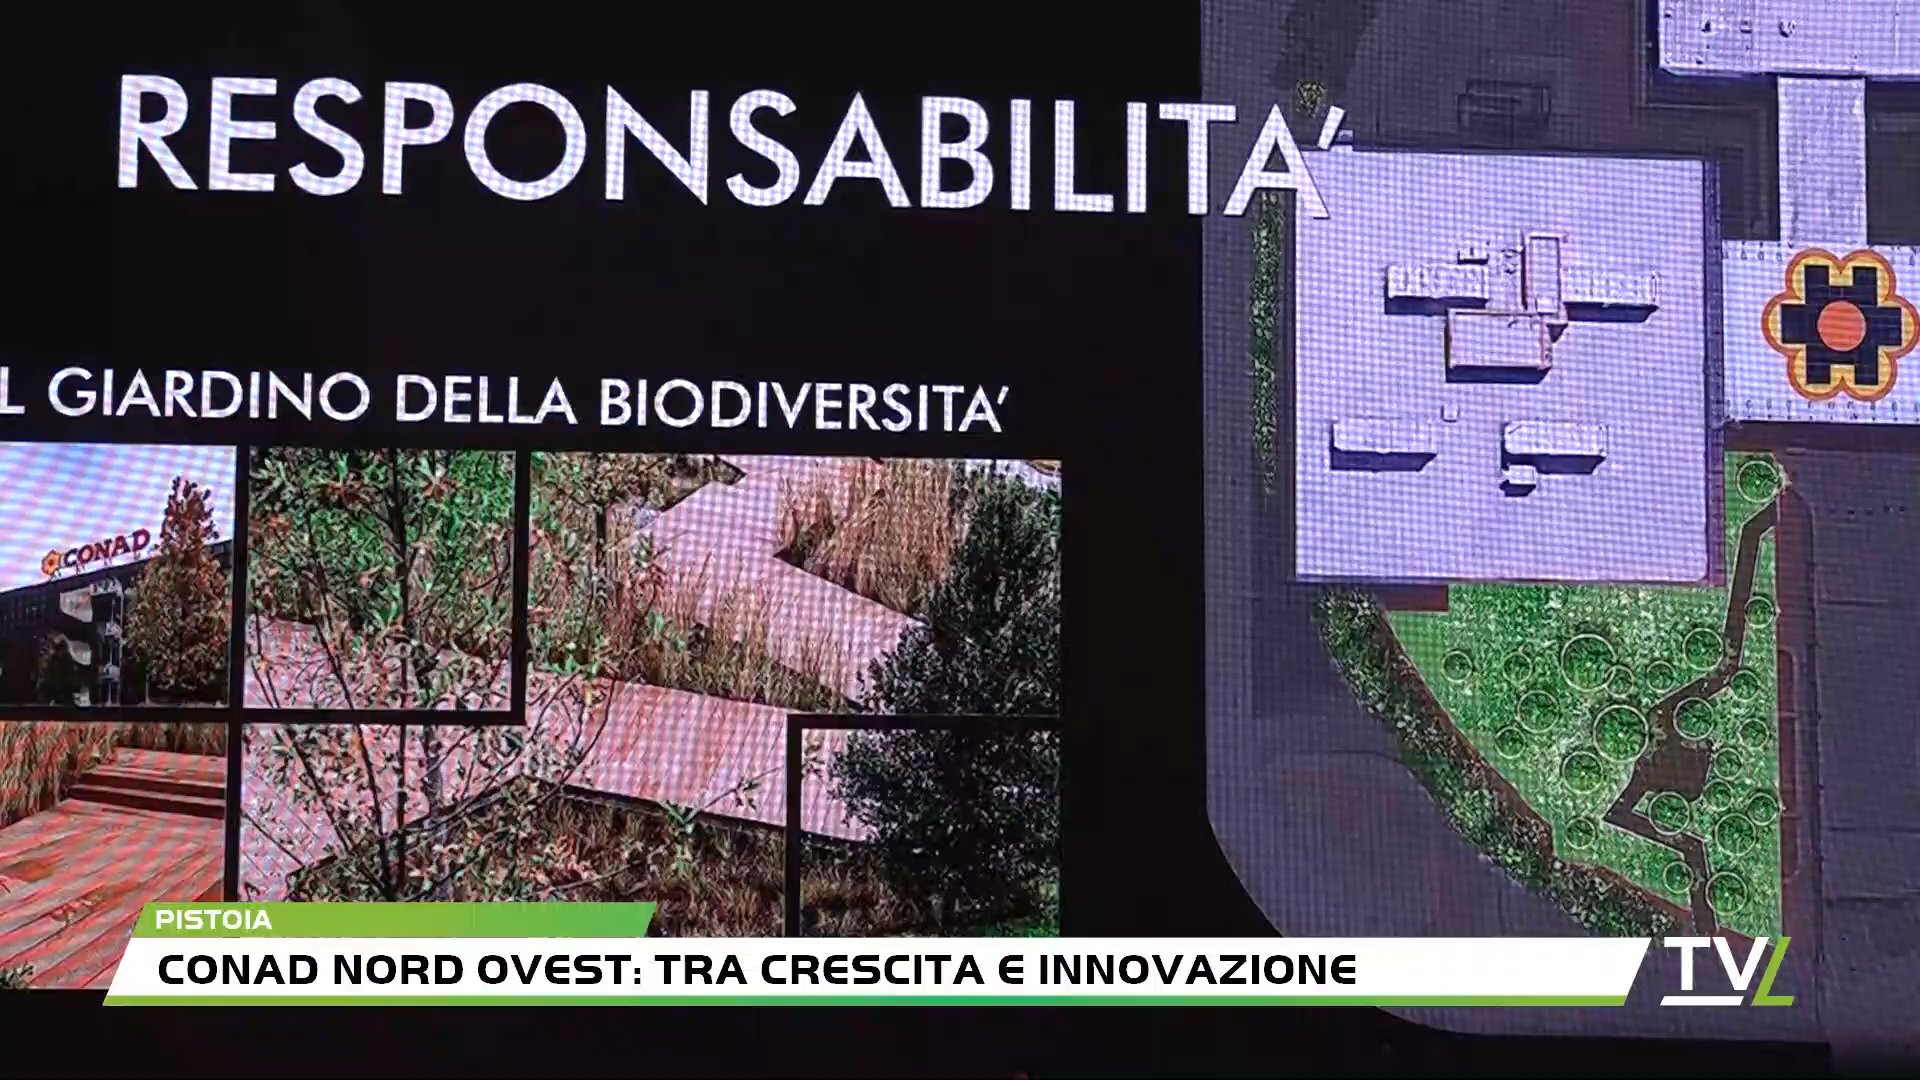 RESPONSABILITA'
L GIARDINO DELLA BIODIVERSITA'
CONAD
PISTOIA
CONAD NORD OVEST: TRA CRESCITA E INNOVAZIONE
TVL